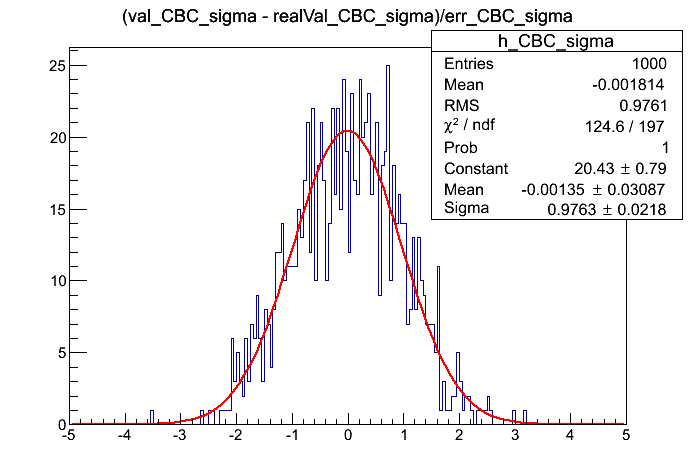 (val_CBC_sigma - realVal_CBC_sigma)/err_CBC_sigma
h_CBC_sigma
Entries 1000
Mean -0.001814
RMS 0.9761
χ² / ndf 124.6 / 197
Prob 1
Constant 20.43 ± 0.79
Mean -0.00135 ± 0.03087
Sigma 0.9763 ± 0.0218
25
20
15
10
5
0
-5 -4 -3 -2 -1 0 1 2 3 4 5